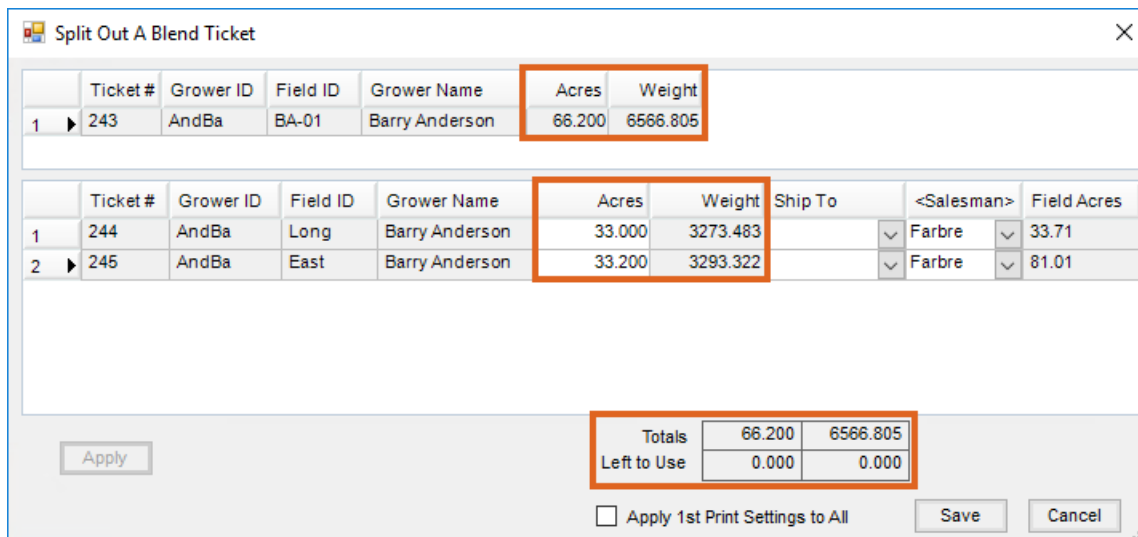 Split Out A Blend Ticket
Ticket # Grower ID Field ID Grower Name Acres Weight
1 243 AndBa BA-01 Barry Anderson 66.200 6566.805
Ticket # Grower ID Field ID Grower Name Acres Weight Ship To <Salesman> Field Acres
1 244 AndBa Long Barry Anderson 33.000 3273.483 Farbre 33.71
2 245 AndBa East Barry Anderson 33.200 3293.322 Farbre 81.01
Totals 66.200 6566.805
Apply Left to Use 0.000 0.000
Apply 1st Print Settings to All Save Cancel